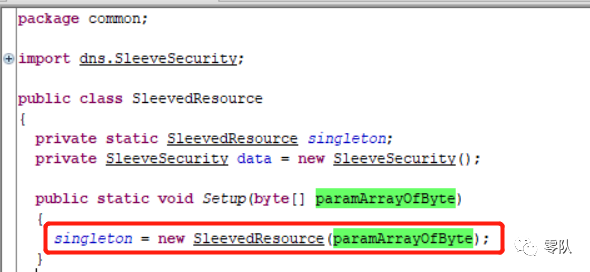 package common;
import dns.SleeveSecurity;
public class SleevedResource
{
private static SleevedResource singleton;
private SleeveSecurity data = new SleeveSecurity();
public static void Setup(byte[] paramArrayOfByte)
{
singleton = new SleevedResource(paramArrayOfByte);
}
零队